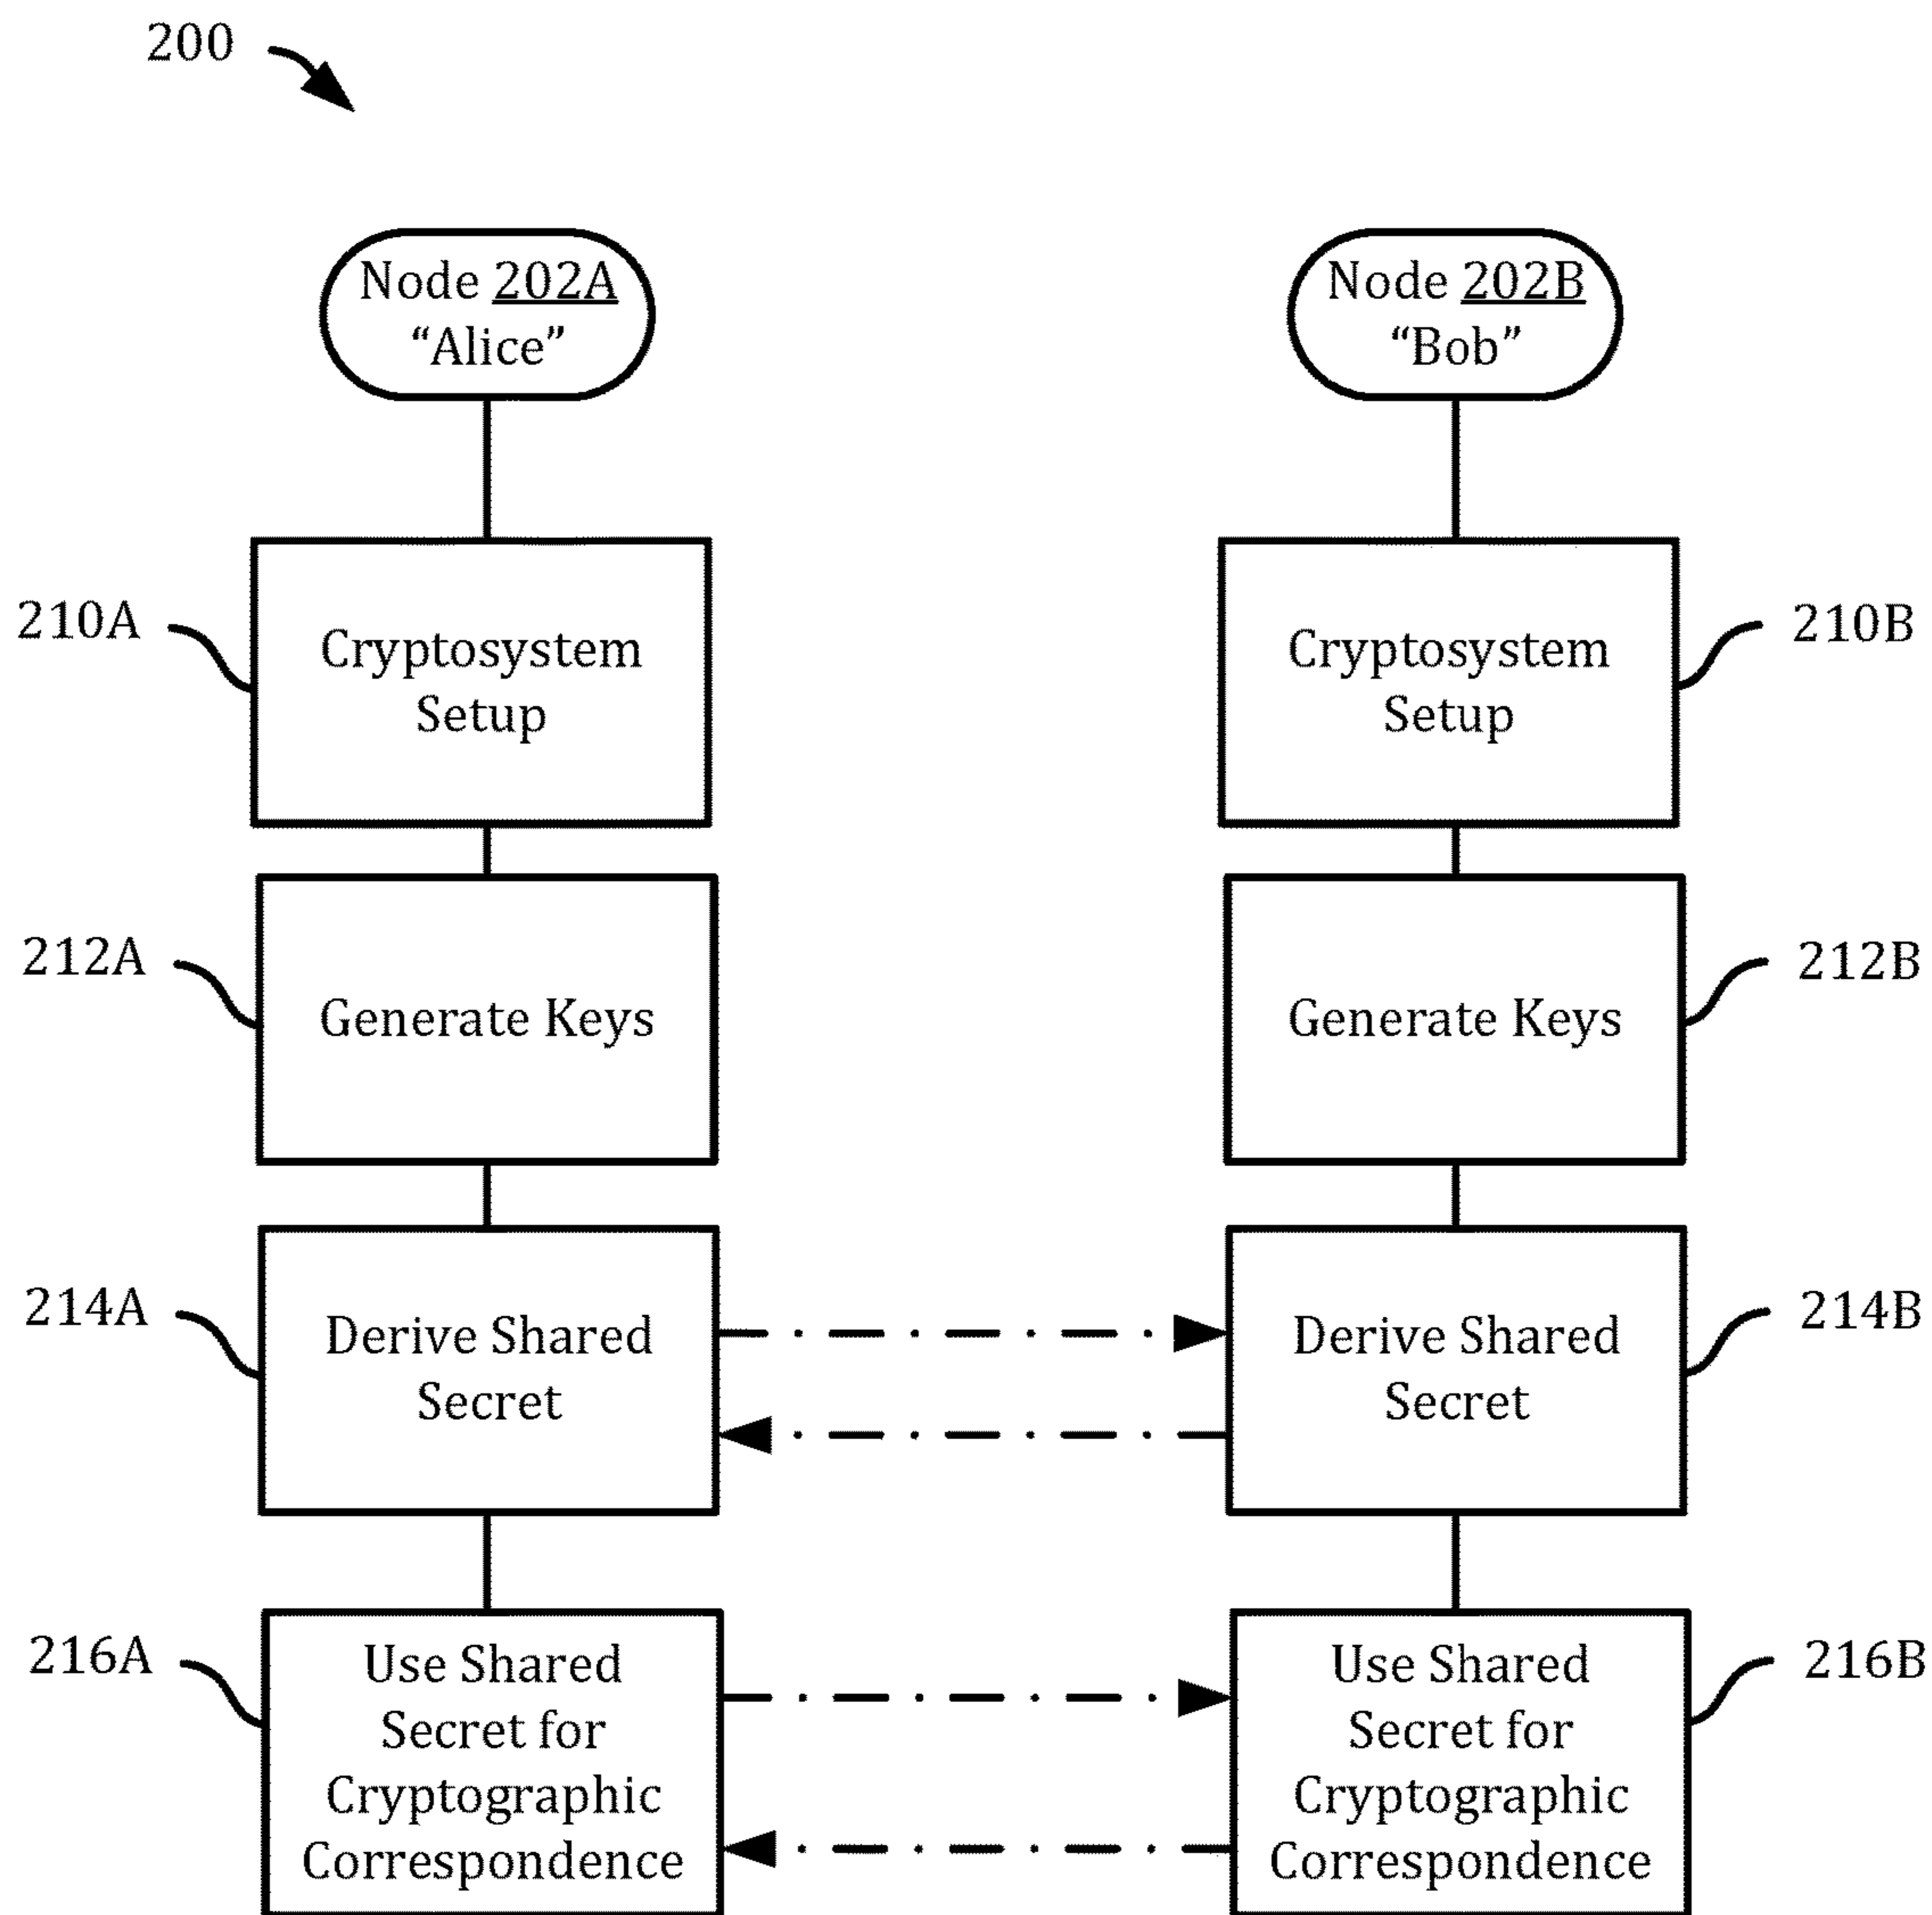 200
Node 202A
“Alice”
Node 202B
“Bob”
210A
Cryptosystem
Setup
Cryptosystem
Setup
210B
212A
Generate Keys
Generate Keys
212B
214A
Derive Shared
Secret
Derive Shared
Secret
214B
216A
Use Shared
Secret for
Cryptographic
Correspondence
Use Shared
Secret for
Cryptographic
Correspondence
216B